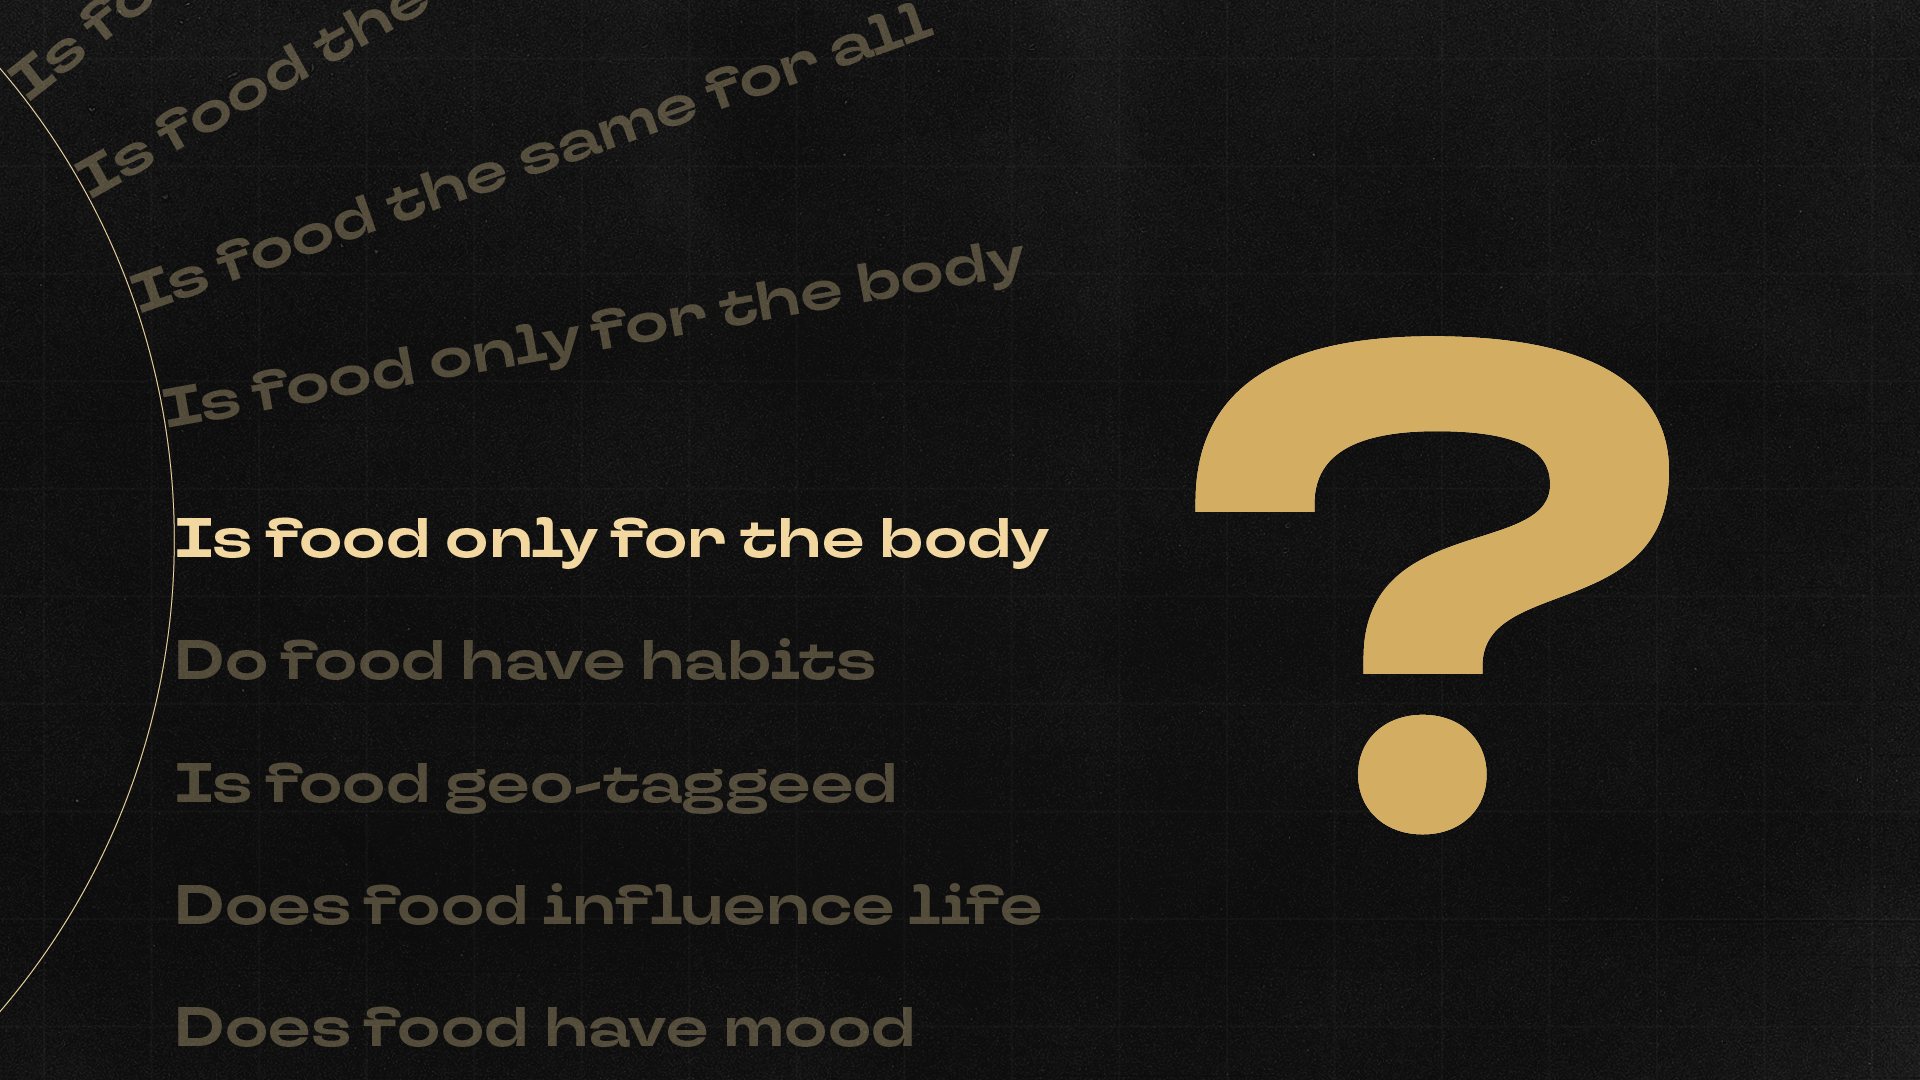 Is fo
Is food the
Is food the same for all
Is food only for the body
Is food only for the body
Do food have habits
Is food geo-taggeed
Does food influence life
Does food have mood
?